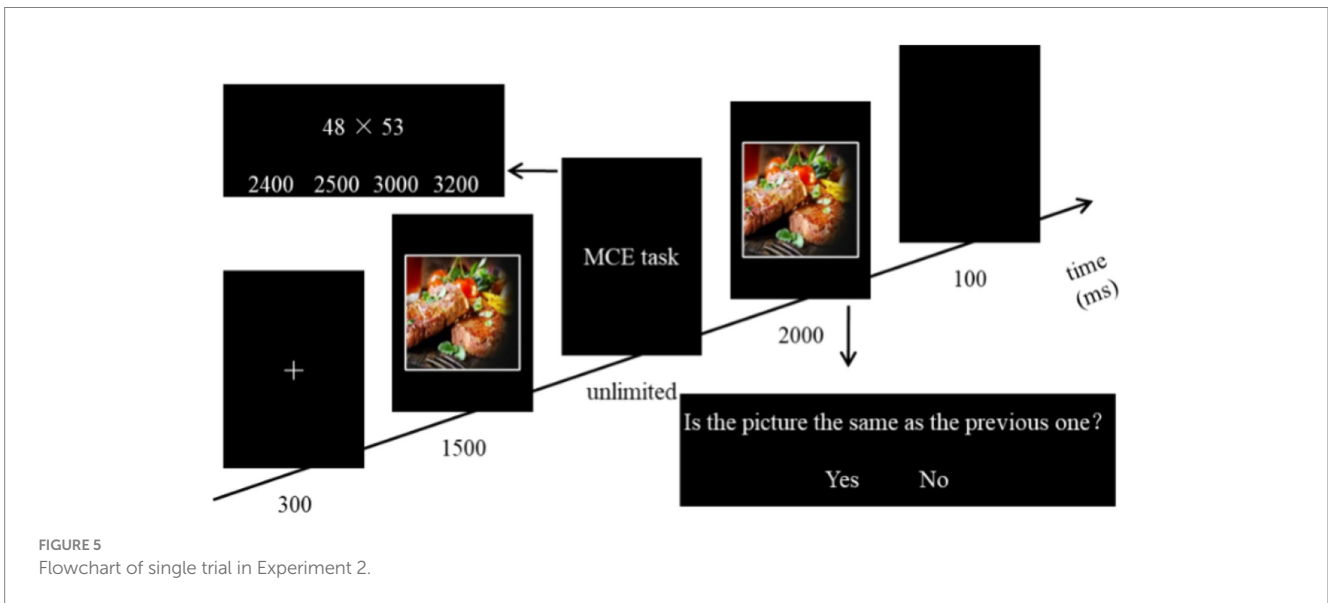 48 × 53
2400 2500 3000 3200
MCE task
+
300
1500
unlimited
2000
100
time
(ms)
Is the picture the same as the previous one?
Yes No
FIGURE 5
Flowchart of single trial in Experiment 2.